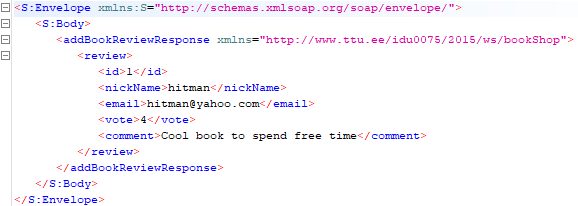 <S:Envelope xmlns:S="http://schemas.xmlsoap.org/soap/envelope/">
<S:Body>
<addBookReviewResponse xmlns="http://www.ttu.ee/idu0075/2015/ws/bookShop">
<review>
<id>1</id>
<nickName>hitman</nickName>
<email>hitman@yahoo.com</email>
<vote>4</vote>
<comment>Cool book to spend free time</comment>
</review>
</addBookReviewResponse>
</S:Body>
</S:Envelope>